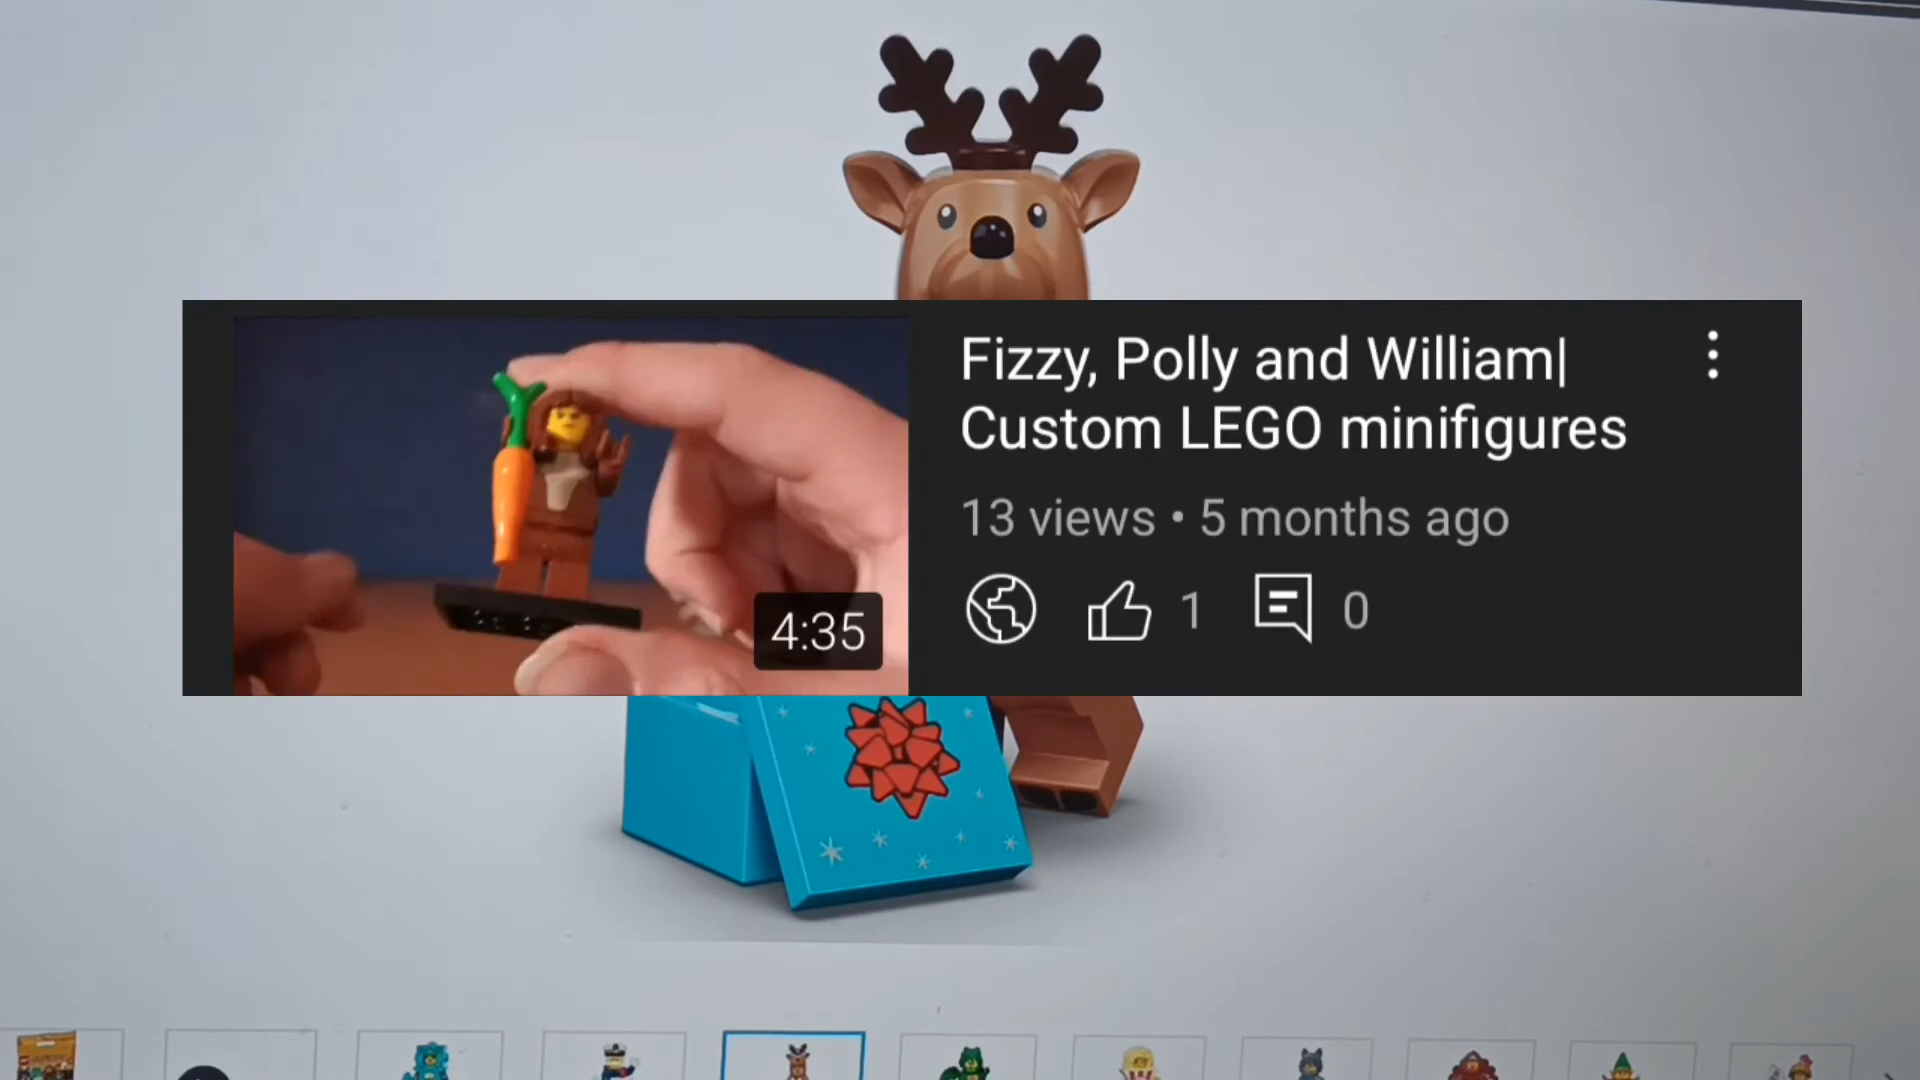 Fizzy, Polly and William|
Custom LEGO minifigures
13 views • 5 months ago
1 0
4:35